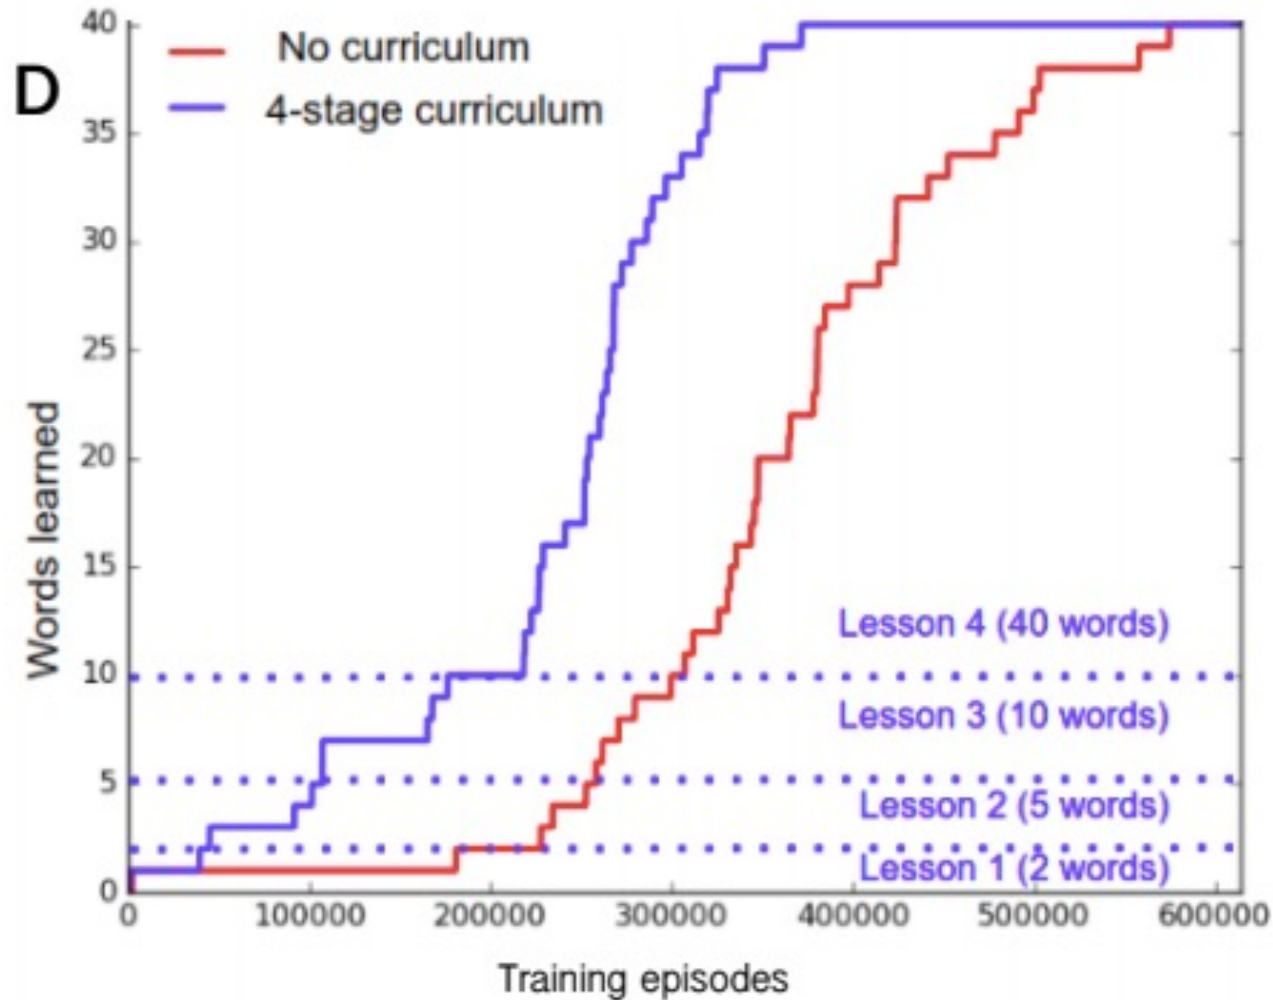 D
No curriculum
4-stage curriculum
40
35
30
25
20
15
10
5
0
Words learned
Lesson 4 (40 words)
Lesson 3 (10 words)
Lesson 2 (5 words)
Lesson 1 (2 words)
0 100000 200000 300000 400000 500000 600000
Training episodes